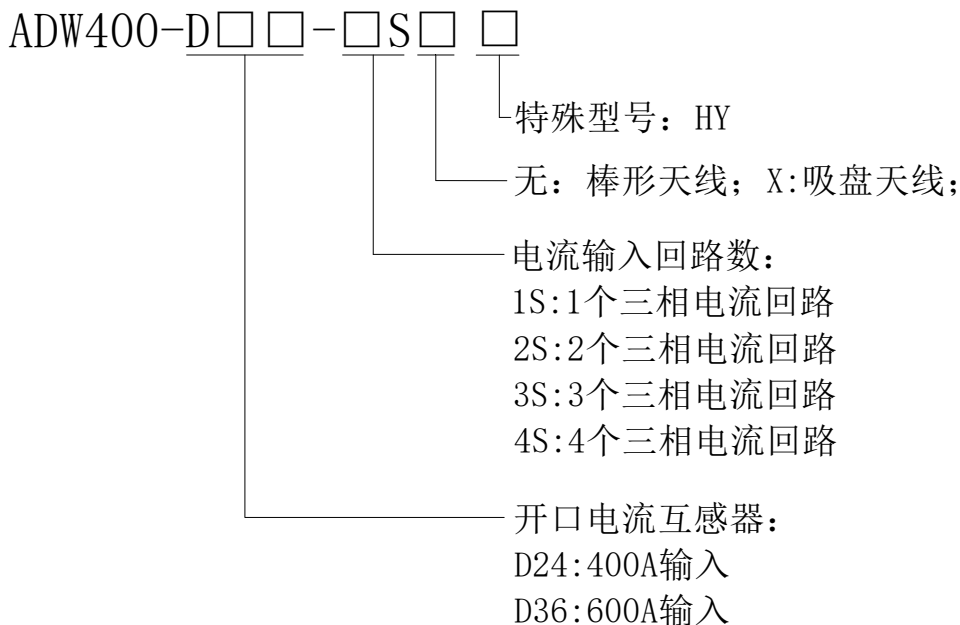 ADW400-D□□-□S□ □
特殊型号：HY
无：棒形天线；X:吸盘天线；
电流输入回路数：
1S:1个三相电流回路
2S:2个三相电流回路
3S:3个三相电流回路
4S:4个三相电流回路
开口电流互感器：
D24:400A输入
D36:600A输入